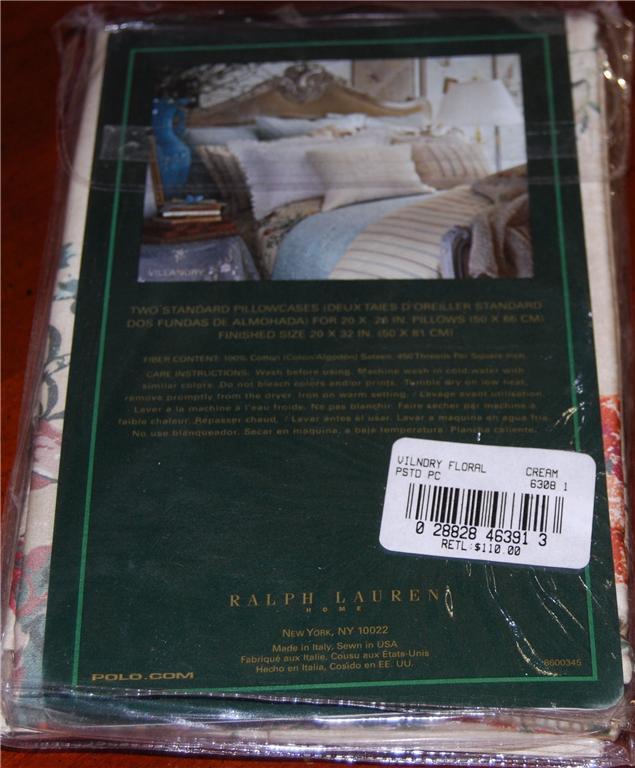 VILLANDRY
TWO STANDARD PILLOWCASES (DEUX TAIES D'OREILLER STANDARD
DOS FUNDAS DE ALMOHADA) FOR 20 X 26 IN. PILLOWS (50 X 66 CM)
FINISHED SIZE 20 X 32 IN. (50 X 81 CM)
FIBER CONTENT: 100% Cotton (Coton/Algodón) Sateen. 450 Threads Per Square Inch.
CARE INSTRUCTIONS: Wash before using. Machine wash in cold water with
similar colors. Do not bleach colors and/or prints. Tumble dry on low heat,
remove promptly from the dryer. Iron on warm setting. / Lavage avant utilisation.
Laver à la machine à l'eau froide. Ne pas blanchir. Faire sécher par machine à
faible chaleur. Repasser chaud. / Lavar antes el usar. Lavar a maquina en agua fria.
No use blanqueador. Secar en maquina, a baje temperatura. Plancha caliente.
VILNDRY FLORAL CREAM
PSTD PC 6308 1
0 28828 46391 3
RETL:$110.00
RALPH LAUREN
HOME
NEW YORK, NY 10022
Made in Italy, Sewn in USA
Fabriqué aux Italie, Cousu aux États-Unis
Hecho en Italia, Cosido en EE. UU.
POLO.COM
8600345